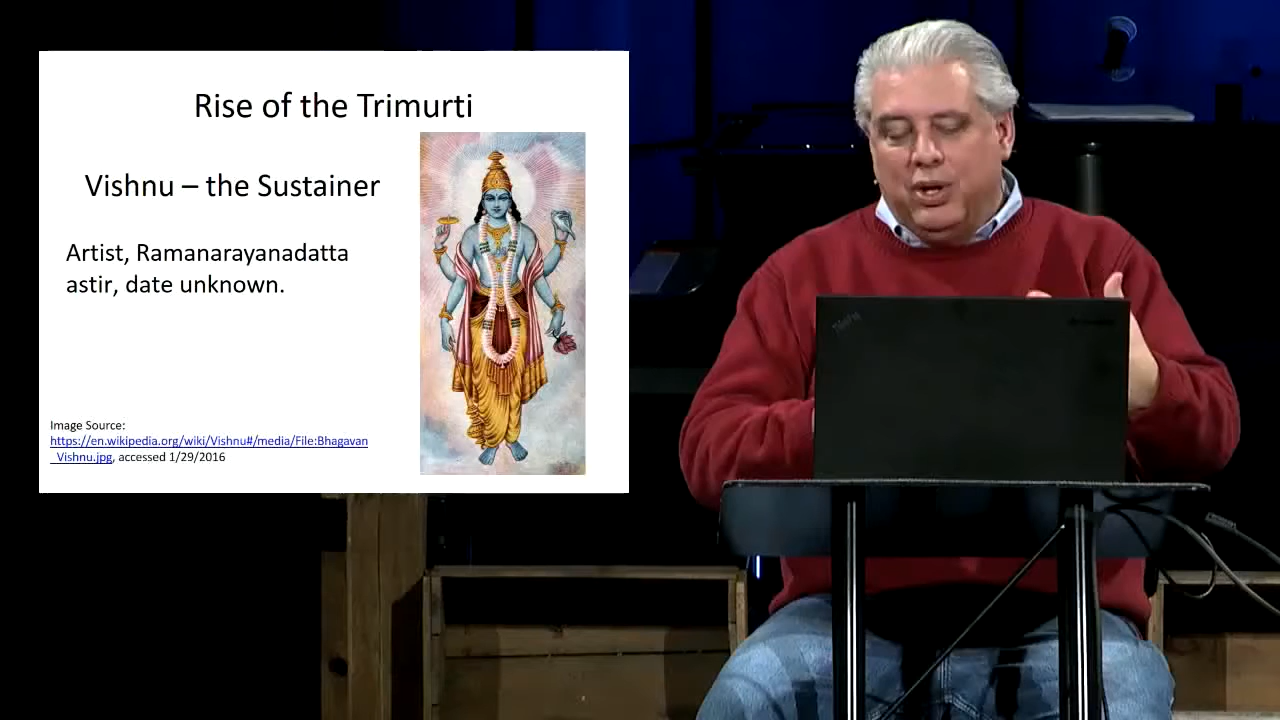 Rise of the Trimurti
Vishnu – the Sustainer
Artist, Ramanarayanadatta
astir, date unknown.
Image Source:
https://en.wikipedia.org/wiki/Vishnu#/media/File:Bhagavan
_Vishnu.jpg, accessed 1/29/2016